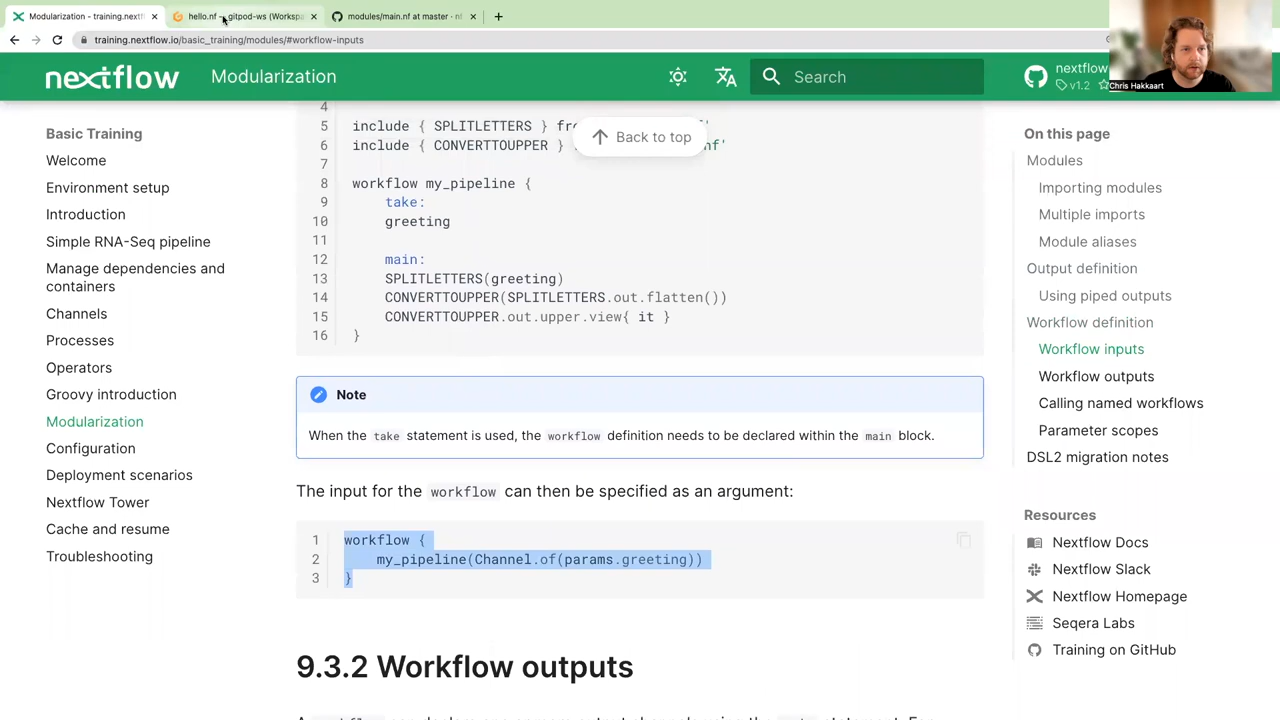 Modularization - training.nextfl
hello.nf - gitpod-ws (Worksp
modules/main.nf at master · nf
training.nextflow.io/basic_training/modules/#workflow-inputs
nextflow
Modularization
Search
nextflow
v1.2
Chris Hakkaart
Basic Training
Welcome
Environment setup
Introduction
Simple RNA-Seq pipeline
Manage dependencies and
containers
Channels
Processes
Operators
Groovy introduction
Modularization
Configuration
Deployment scenarios
Nextflow Tower
Cache and resume
Troubleshooting
4
5 include { SPLITLETTERS } fro
6 include { CONVERTTOUPPER } nf'
Back to top
7
8 workflow my_pipeline {
9 take:
10 greeting
11
12 main:
13 SPLITLETTERS(greeting)
14 CONVERTTOUPPER(SPLITLETTERS.out.flatten())
15 CONVERTTOUPPER.out.upper.view{ it }
16 }
Note
When the take statement is used, the workflow definition needs to be declared within the main block.
The input for the workflow can then be specified as an argument:
1 workflow {
2 my_pipeline(Channel.of(params.greeting))
3 }
9.3.2 Workflow outputs
On this page
Modules
Importing modules
Multiple imports
Module aliases
Output definition
Using piped outputs
Workflow definition
Workflow inputs
Workflow outputs
Calling named workflows
Parameter scopes
DSL2 migration notes
Resources
Nextflow Docs
Nextflow Slack
Nextflow Homepage
Seqera Labs
Training on GitHub